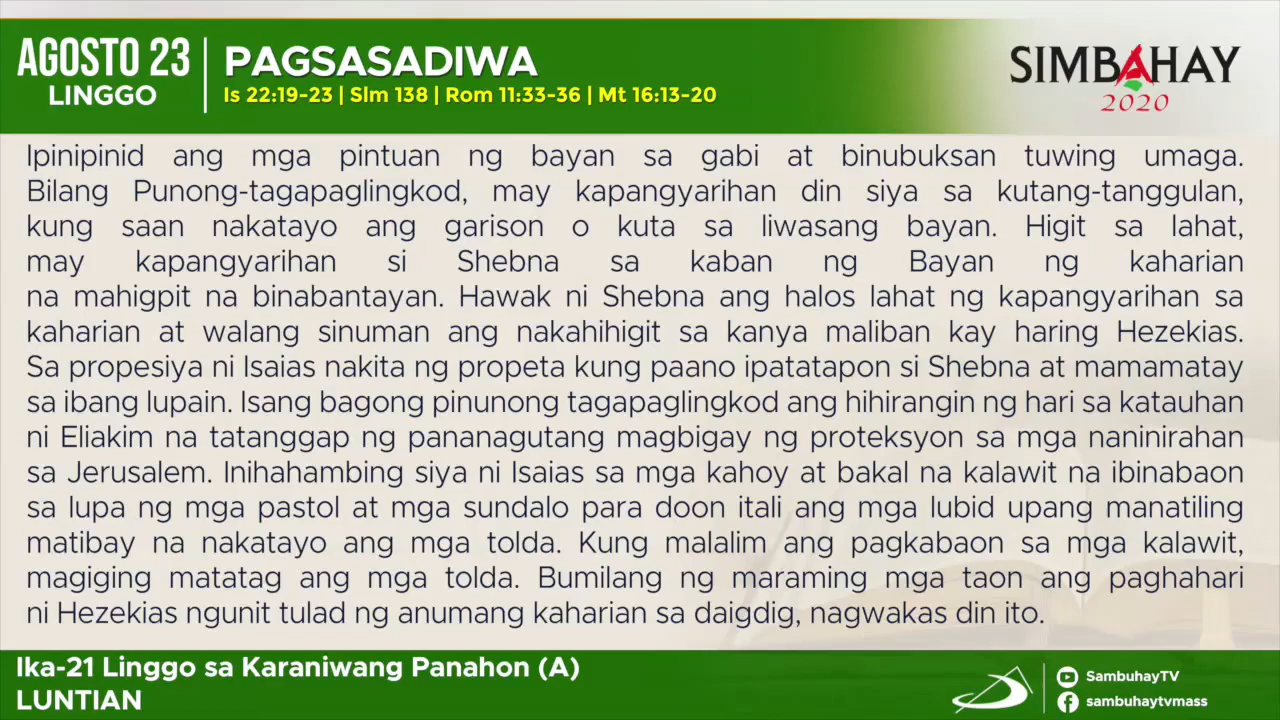 AGOSTO 23
LINGGO
PAGSASADIWA
Is 22:19-23 | Slm 138 | Rom 11:33-36 | Mt 16:13-20
SIMBAHAY
2020
Ipinipinid ang mga pintuan ng bayan sa gabi at binubuksan tuwing umaga.
Bilang Punong-tagapaglingkod, may kapangyarihan din siya sa kutang-tanggulan,
kung saan nakatayo ang garison o kuta sa liwasang bayan. Higit sa lahat,
may kapangyarihan si Shebna sa kaban ng Bayan ng kaharian
na mahigpit na binabantayan. Hawak ni Shebna ang halos lahat ng kapangyarihan sa
kaharian at walang sinuman ang nakahihigit sa kanya maliban kay haring Hezekias.
Sa propesiya ni Isaias nakita ng propeta kung paano ipatatapon si Shebna at mamamatay
sa ibang lupain. Isang bagong pinunong tagapaglingkod ang hihirangin ng hari sa katauhan
ni Eliakim na tatanggap ng pananagutang magbigay ng proteksyon sa mga naninirahan
sa Jerusalem. Inihahambing siya ni Isaias sa mga kahoy at bakal na kalawit na ibinabaon
sa lupa ng mga pastol at mga sundalo para doon itali ang mga lubid upang manatiling
matibay na nakatayo ang mga tolda. Kung malalim ang pagkabaon sa mga kalawit,
magiging matatag ang mga tolda. Bumilang ng maraming mga taon ang paghahari
ni Hezekias ngunit tulad ng anumang kaharian sa daigdig, nagwakas din ito.
Ika-21 Linggo sa Karaniwang Panahon (A)
LUNTIAN
SambuhayTV
sambuhaytvmass